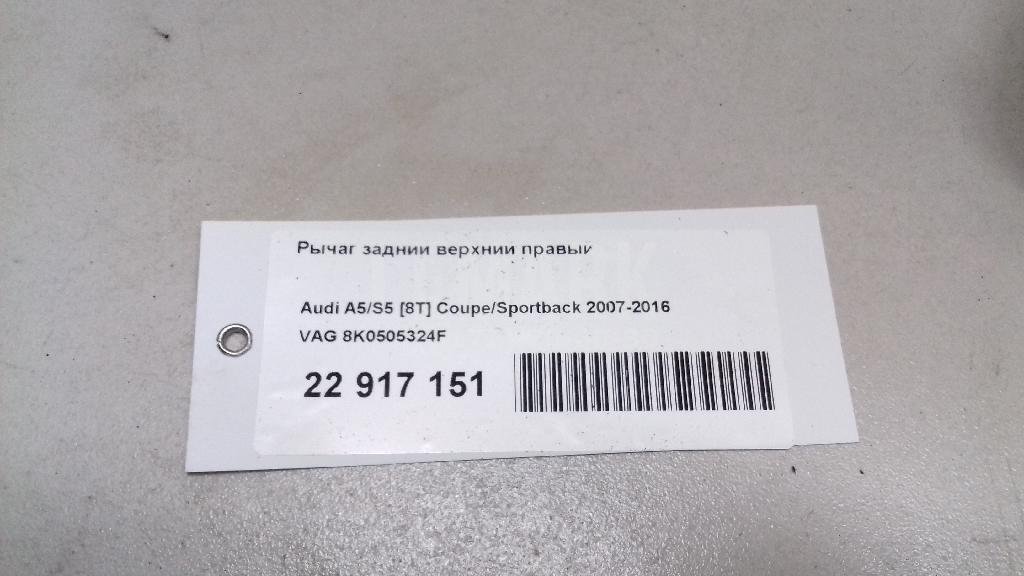 Рычаг задний верхний правый
Audi A5/S5 [8T] Coupe/Sportback 2007-2016
VAG 8K0505324F
22 917 151